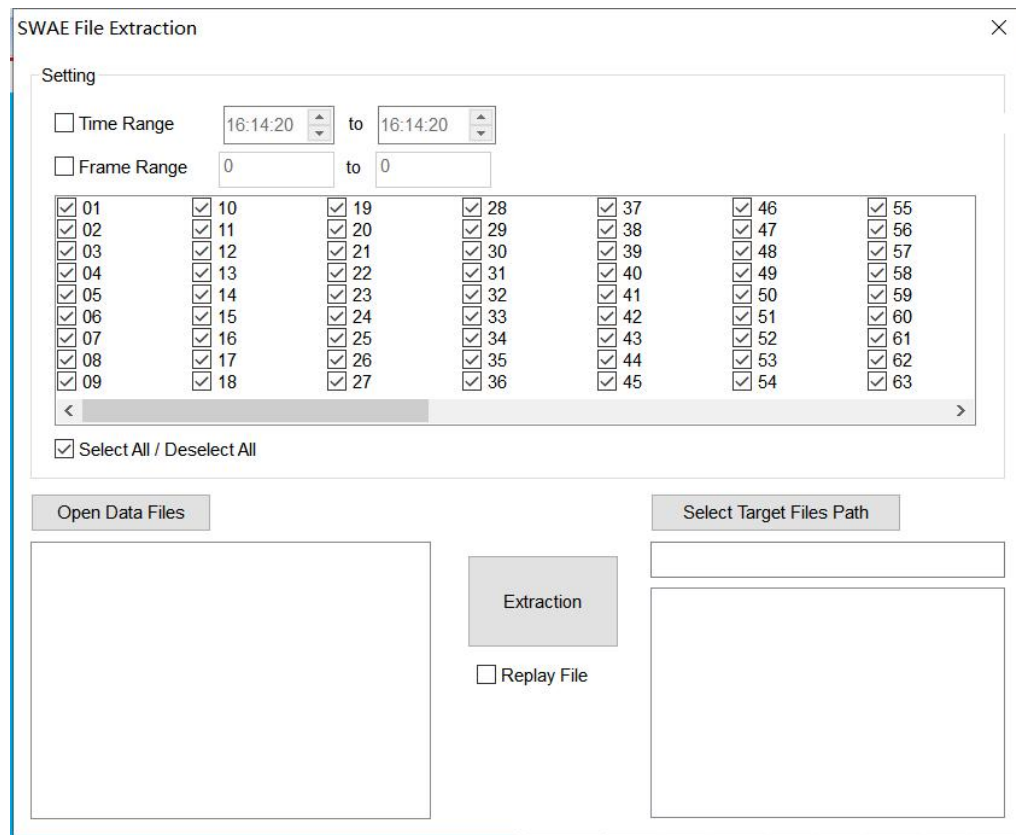 SWAE File Extraction
Setting
Time Range 16:14:20 to 16:14:20
Frame Range 0 to 0
01 10 19 28 37 46 55
02 11 20 29 38 47 56
03 12 21 30 39 48 57
04 13 22 31 40 49 58
05 14 23 32 41 50 59
06 15 24 33 42 51 60
07 16 25 34 43 52 61
08 17 26 35 44 53 62
09 18 27 36 45 54 63
Select All / Deselect All
Open Data Files Select Target Files Path
Extraction
Replay File